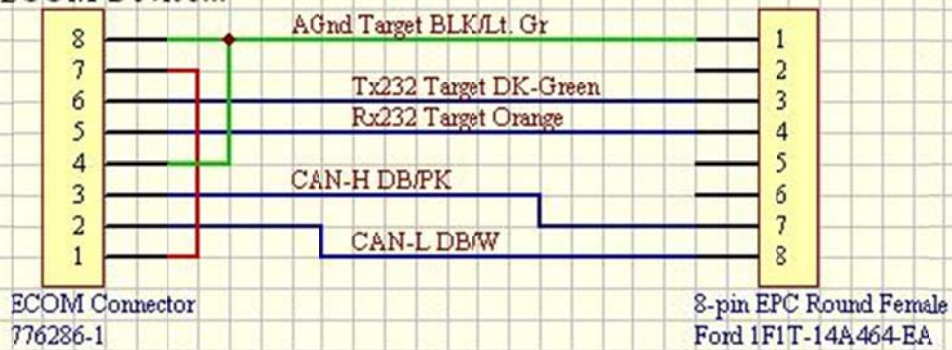 8 AGnd Target BLK/Lt. Gr 1
7 2
6 Tx232 Target DK-Green 3
5 Rx232 Target Orange 4
4 5
3 CAN-H DB/PK 6
2 7
1 CAN-L DB/W 8
ECOM Connector 8-pin EPC Round Female
776286-1 Ford 1F1T-14A464-EA